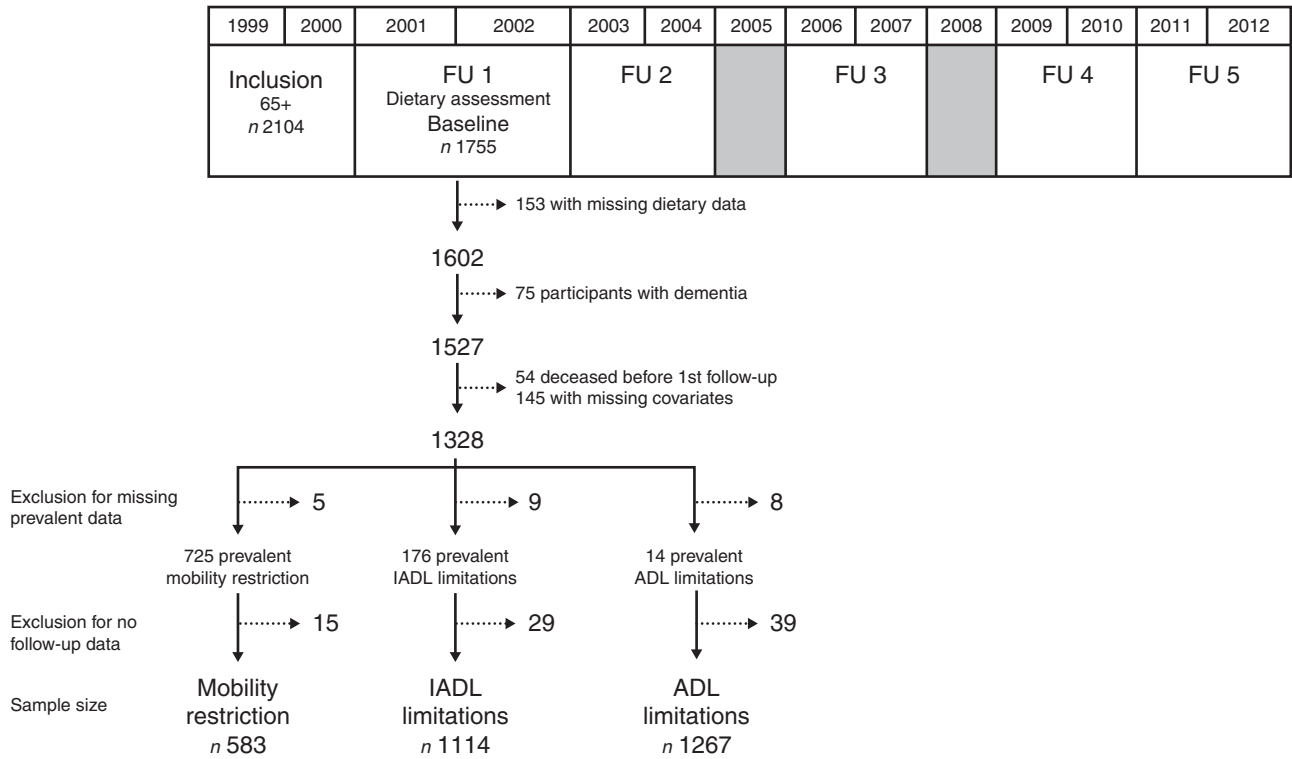 1999 2000 2001 2002 2003 2004 2005 2006 2007 2008 2009 2010 2011 2012
Inclusion
65+
n 2104
FU 1
Dietary assessment
Baseline
n 1755
FU 2
FU 3
FU 4
FU 5
153 with missing dietary data
1602
75 participants with dementia
1527
54 deceased before 1st follow-up
145 with missing covariates
1328
Exclusion for missing
prevalent data
5
9
8
725 prevalent
mobility restriction
176 prevalent
IADL limitations
14 prevalent
ADL limitations
Exclusion for no
follow-up data
15
29
39
Sample size
Mobility
restriction
n 583
IADL
limitations
n 1114
ADL
limitations
n 1267